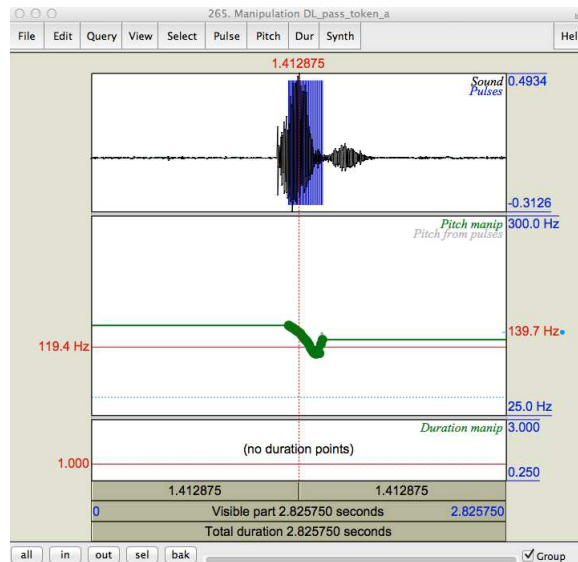 265. Manipulation DL_pass_token_a
File Edit Query View Select Pulse Pitch Dur Synth Hel
1.412875
Sound 0.4934
Pulses
-0.3126
Pitch manip 300.0 Hz
Pitch from pulses
139.7 Hz
119.4 Hz
25.0 Hz
Duration manip 3.000
(no duration points)
1.000
0.250
1.412875 1.412875
0 Visible part 2.825750 seconds 2.825750
Total duration 2.825750 seconds
all in out sel bak Group